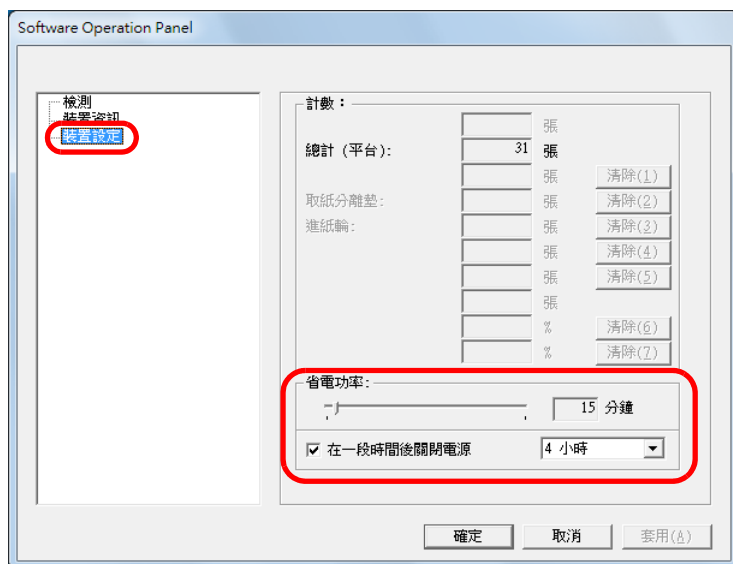 Software Operation Panel
檢測
裝置資訊
裝置設定
計數：
張
總計 (平台): 31 張
張 清除(1)
取紙分離墊: 張 清除(2)
進紙輪: 張 清除(3)
張 清除(4)
張 清除(5)
張
% 清除(6)
% 清除(7)
省電功率:
15 分鐘
在一段時間後關閉電源 4 小時
確定 取消 套用(A)